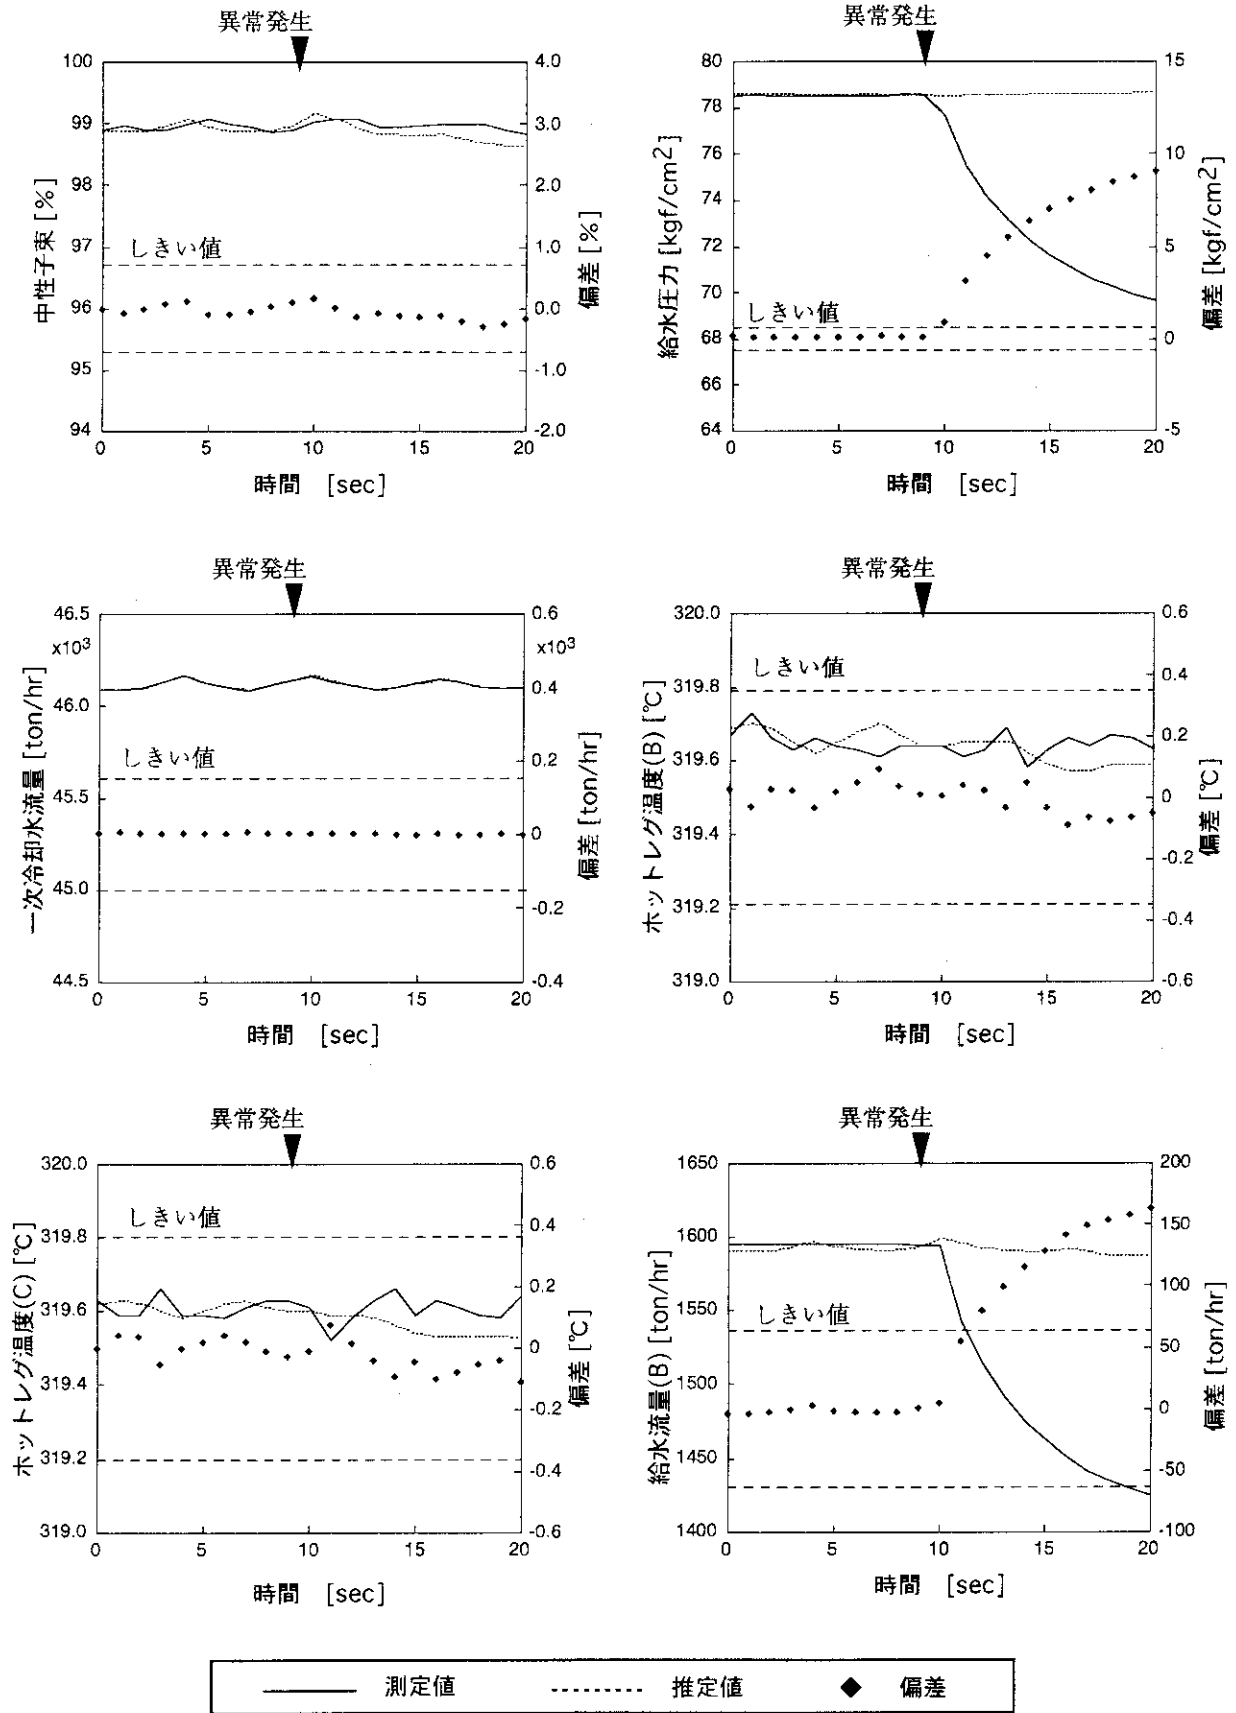 異常発生
100
99
98
97
96
95
94
4.0
3.0
2.0
1.0
0.0
-1.0
-2.0
しきい値
中性子束 [%]
偏差 [%]
0 5 10 15 20
時間 [sec]
異常発生
80
78
76
74
72
70
68
66
64
15
10
5
0
-5
しきい値
給水圧力 [kgf/cm2]
偏差 [kgf/cm2]
0 5 10 15 20
時間 [sec]
異常発生
46.5
x10³
46.0
45.5
45.0
44.5
0.6
x10³
0.4
0.2
0
-0.2
-0.4
しきい値
一次冷却水流量 [ton/hr]
偏差 [ton/hr]
0 5 10 15 20
時間 [sec]
異常発生
320.0
319.8
319.6
319.4
319.2
319.0
0.6
0.4
0.2
0
-0.2
-0.4
-0.6
しきい値
ホットレグ温度(B) [℃]
偏差 [℃]
0 5 10 15 20
時間 [sec]
異常発生
320.0
319.8
319.6
319.4
319.2
319.0
0.6
0.4
0.2
0
-0.2
-0.4
-0.6
しきい値
ホットレグ温度(C) [℃]
偏差 [℃]
0 5 10 15 20
時間 [sec]
異常発生
1650
1600
1550
1500
1450
1400
200
150
100
50
0
-50
-100
しきい値
給水流量(B) [ton/hr]
偏差 [ton/hr]
0 5 10 15 20
時間 [sec]
測定値 推定値 偏差